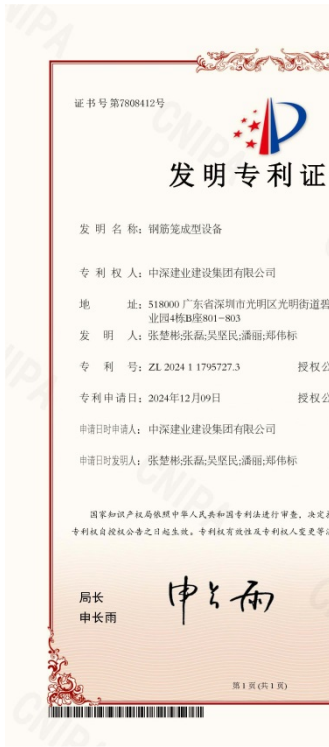 证书号第7808412号
发明专利证
发 明 名 称：钢筋笼成型设备
专 利 权 人：中深建业建设集团有限公司
地 址：518000 广东省深圳市光明区光明街道碧
业园4栋B座801-803
发 明 人：张楚彬;张磊;吴坚民;潘丽;郑伟标
专 利 号：ZL 2024 1 1795727.3 授权公
专利申请日：2024年12月09日 授权公
申请日时申请人：中深建业建设集团有限公司
申请日时发明人：张楚彬;张磊;吴坚民;潘丽;郑伟标
国家知识产权局依照中华人民共和国专利法进行审查，决定
专利权自授权公告之日起生效。专利权有效性及专利权人变更等
局长
申长雨
申长雨
第 1 页 (共 1 页)
CNIPA